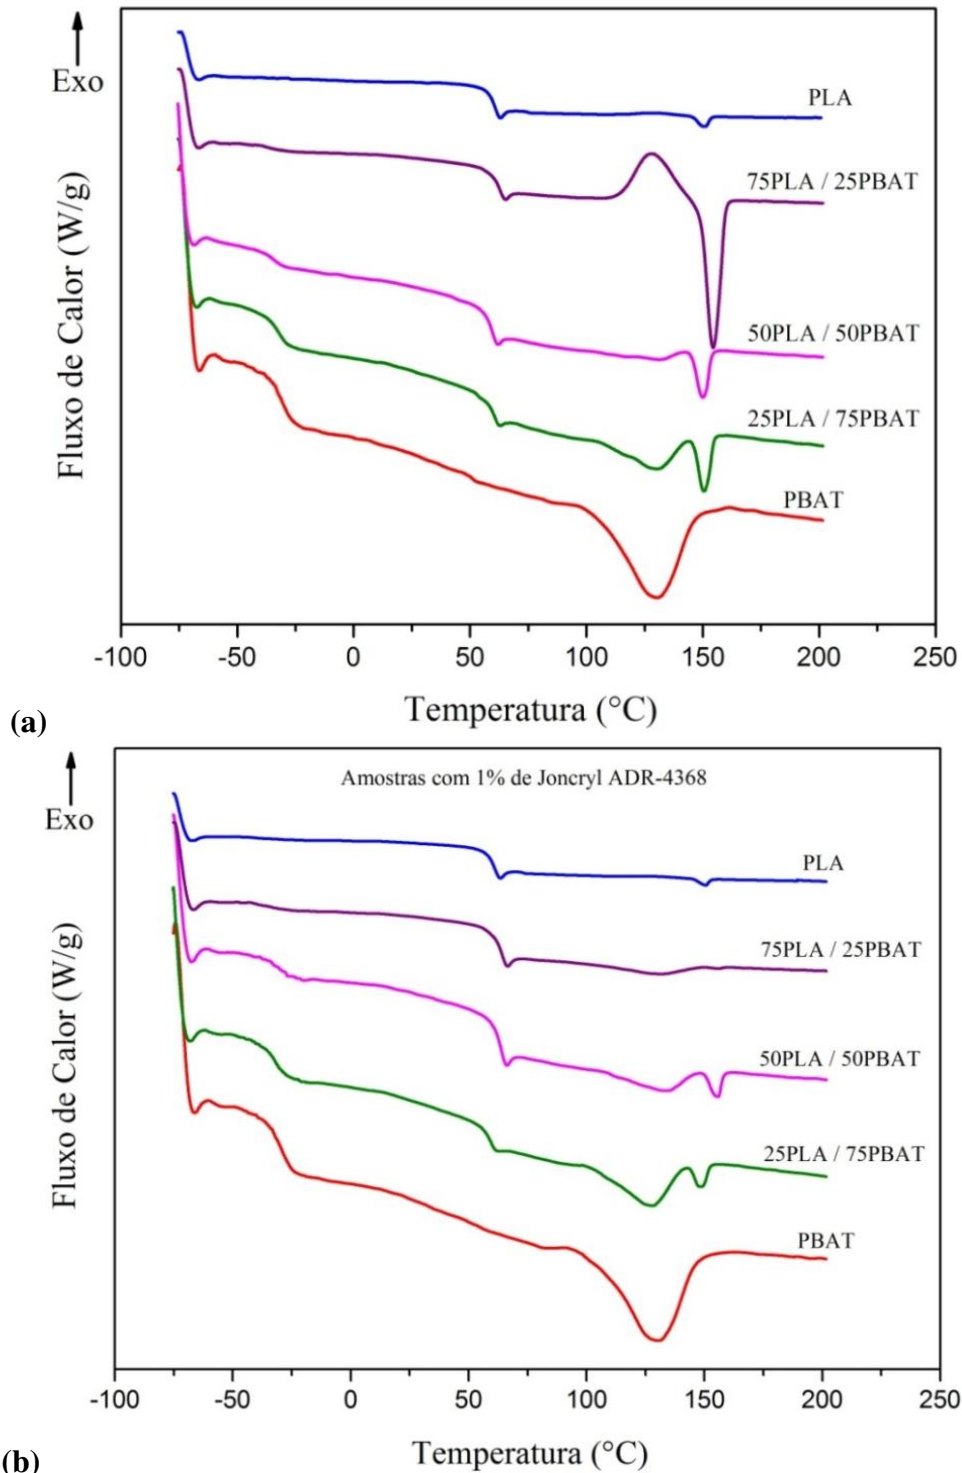 Exo
Fluxo de Calor (W/g)
PLA
75PLA / 25PBAT
50PLA / 50PBAT
25PLA / 75PBAT
PBAT
-100 -50 0 50 100 150 200 250
Temperatura (°C)
(a)
Amostras com 1% de Joncryl ADR-4368
Exo
Fluxo de Calor (W/g)
PLA
75PLA / 25PBAT
50PLA / 50PBAT
25PLA / 75PBAT
PBAT
-100 -50 0 50 100 150 200 250
Temperatura (°C)
(b)